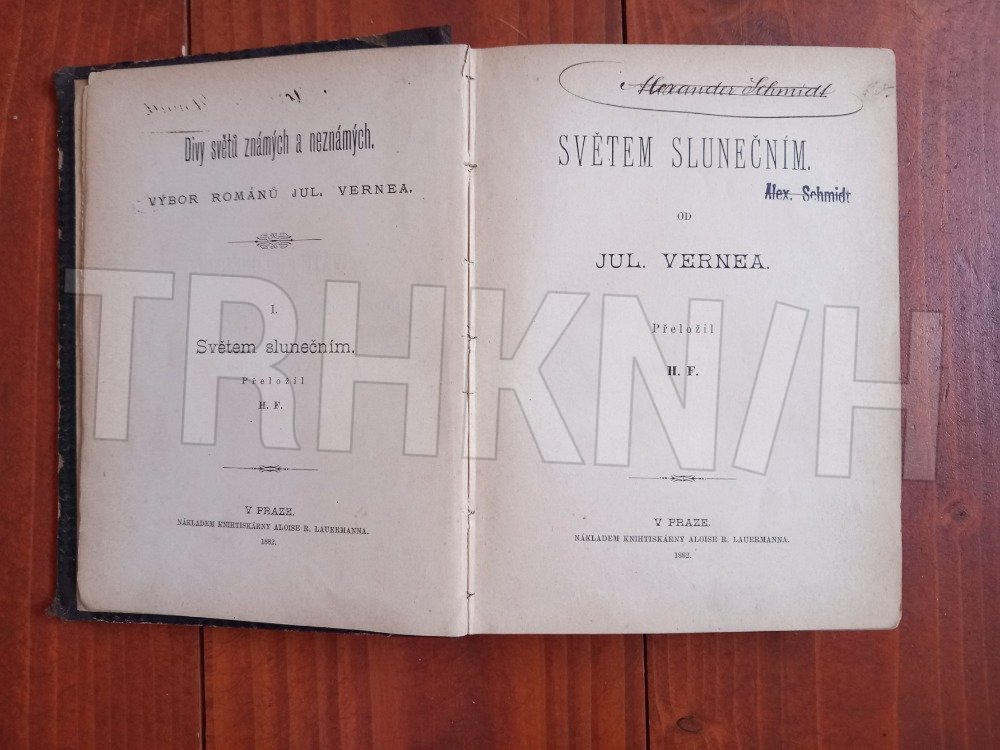 Divy světů známých a neznámých.
VÝBOR ROMÁNŮ JUL. VERNEA.
I.
Světem slunečním.
Přeložil
H. F.
V PRAZE.
NÁKLADEM KNIHTISKÁRNY ALOISE R. LAUERMANNA.
1882.
Alexander Schmidt
SVĚTEM SLUNEČNÍM.
Alex. Schmidt
OD
JUL. VERNEA.
Přeložil
H. F.
V PRAZE.
NÁKLADEM KNIHTISKÁRNY ALOISE R. LAUERMANNA.
1882.
TRHKNIH